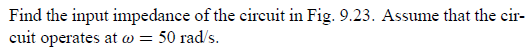 Find the input impedance of the circuit in Fig. 9.23. Assume that the cir-
cuit operates at ω = 50 rad/s.